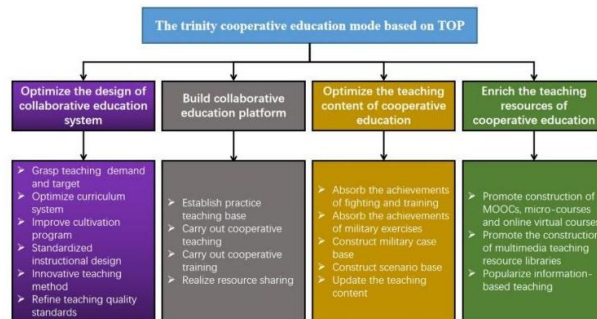 The trinity cooperative education mode based on TOP
Optimize the design of
collaborative education
system
Build collaborative
education platform
Optimize the teaching
content of cooperative
education
Enrich the teaching
resources of
cooperative education
➢ Grasp teaching demand
and target
➢ Optimize curriculum
system
➢ Improve cultivation
program
➢ Standardized
instructional design
➢ Innovative teaching
method
➢ Refine teaching quality
standards
➢ Establish practice
teaching base
➢ Carry out cooperative
teaching
➢ Carry out cooperative
training
➢ Realize resource sharing
➢ Absorb the achievements
of fighting and training
➢ Absorb the achievements
of military exercises
➢ Construct military case
base
➢ Construct scenario base
➢ Update the teaching
content
➢ Promote construction of
MOOCs, micro-courses
and online virtual courses
➢ Promote the construction
of multimedia teaching
resource libraries
➢ Popularize information-
based teaching